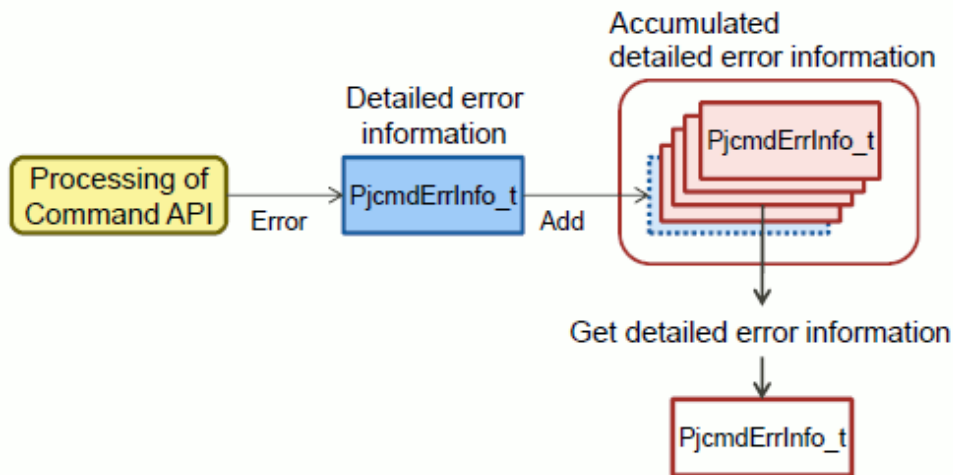 Accumulated
detailed error information
Detailed error
information
PjcmdErrInfo_t
Processing of
Command API
PjcmdErrInfo_t
Error
Add
Get detailed error information
PjcmdErrInfo_t